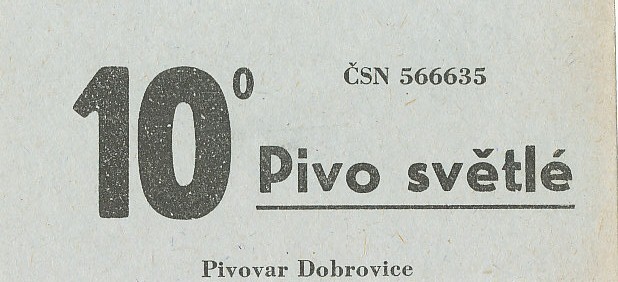 ČSN 566635
10° Pivo světlé
Pivovar Dobrovice